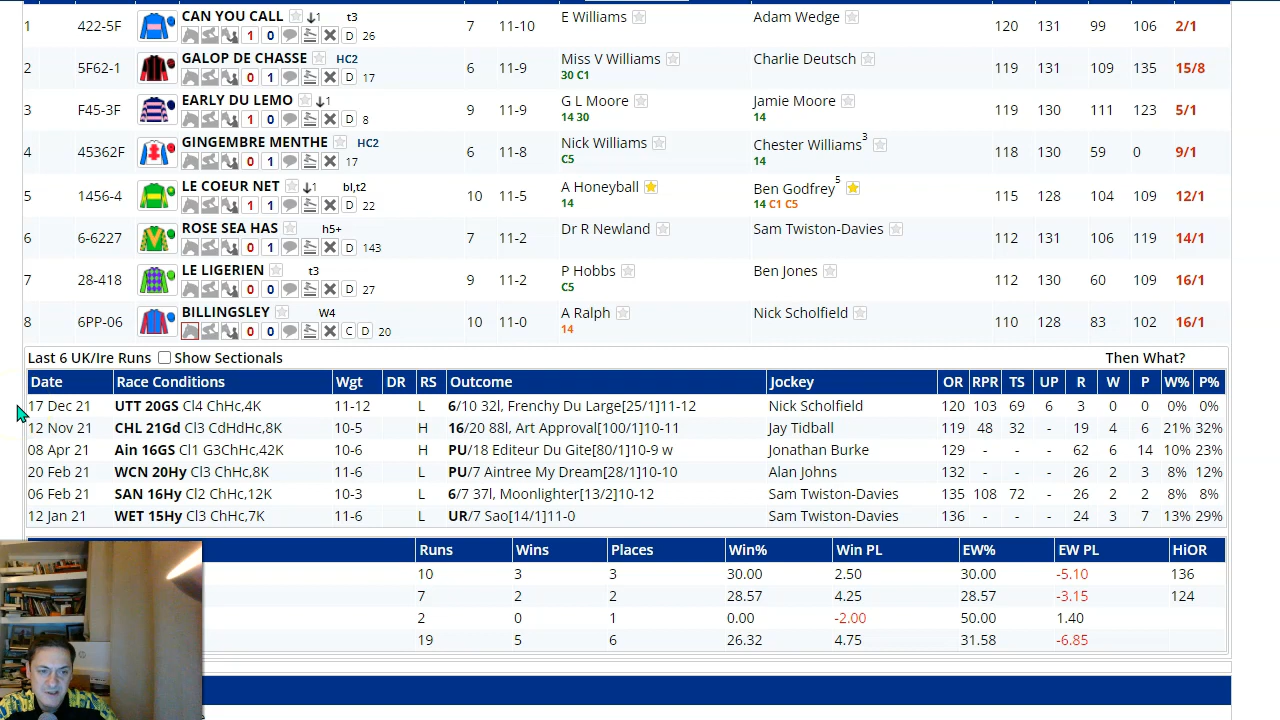 1 422-5F CAN YOU CALL ↓1 t3 7 11-10 E Williams Adam Wedge 120 131 99 106 2/1
1 0 D 26
2 5F62-1 GALOP DE CHASSE HC2 6 11-9 Miss V Williams Charlie Deutsch 119 131 109 135 15/8
0 1 D 17 30 C1
3 F45-3F EARLY DU LEMO ↓1 9 11-9 G L Moore Jamie Moore 119 130 111 123 5/1
1 0 D 8 14 30 14
4 45362F GINGEMBRE MENTHE HC2 6 11-8 Nick Williams Chester Williams 3 118 130 59 0 9/1
0 1 17 C5 14
5 1456-4 LE COEUR NET ↓1 bl,t2 10 11-5 A Honeyball Ben Godfrey 5 115 128 104 109 12/1
1 1 D 22 14 14 C1 C5
6 6-6227 ROSE SEA HAS h5+ 7 11-2 Dr R Newland Sam Twiston-Davies 112 131 106 119 14/1
0 1 D 143
7 28-418 LE LIGERIEN t3 9 11-2 P Hobbs Ben Jones 112 130 60 109 16/1
0 0 D 27 C5
8 6PP-06 BILLINGSLEY W4 10 11-0 A Ralph Nick Scholfield 110 128 83 102 16/1
0 0 C D 20 14
Last 6 UK/Ire Runs Show Sectionals Then What?
Date Race Conditions Wgt DR RS Outcome Jockey OR RPR TS UP R W P W% P%
17 Dec 21 UTT 20GS Cl4 ChHc,4K 11-12 L 6/10 32l, Frenchy Du Large[25/1]11-12 Nick Scholfield 120 103 69 6 3 0 0 0% 0%
12 Nov 21 CHL 21Gd Cl3 CdHdHc,8K 10-5 H 16/20 88l, Art Approval[100/1]10-11 Jay Tidball 119 48 32 - 19 4 6 21% 32%
08 Apr 21 Ain 16GS Cl1 G3ChHc,42K 10-6 H PU/18 Editeur Du Gite[80/1]10-9 w Jonathan Burke 129 - - - 62 6 14 10% 23%
20 Feb 21 WCN 20Hy Cl3 ChHc,8K 11-6 L PU/7 Aintree My Dream[28/1]10-10 Alan Johns 132 - - - 26 2 3 8% 12%
06 Feb 21 SAN 16Hy Cl2 ChHc,12K 10-3 L 6/7 37l, Moonlighter[13/2]10-12 Sam Twiston-Davies 135 108 72 - 26 2 2 8% 8%
12 Jan 21 WET 15Hy Cl3 ChHc,7K 11-6 L UR/7 Sao[14/1]11-0 Sam Twiston-Davies 136 - - - 24 3 7 13% 29%
Runs Wins Places Win% Win PL EW% EW PL HiOR
10 3 3 30.00 2.50 30.00 -5.10 136
7 2 2 28.57 4.25 28.57 -3.15 124
2 0 1 0.00 -2.00 50.00 1.40
19 5 6 26.32 4.75 31.58 -6.85